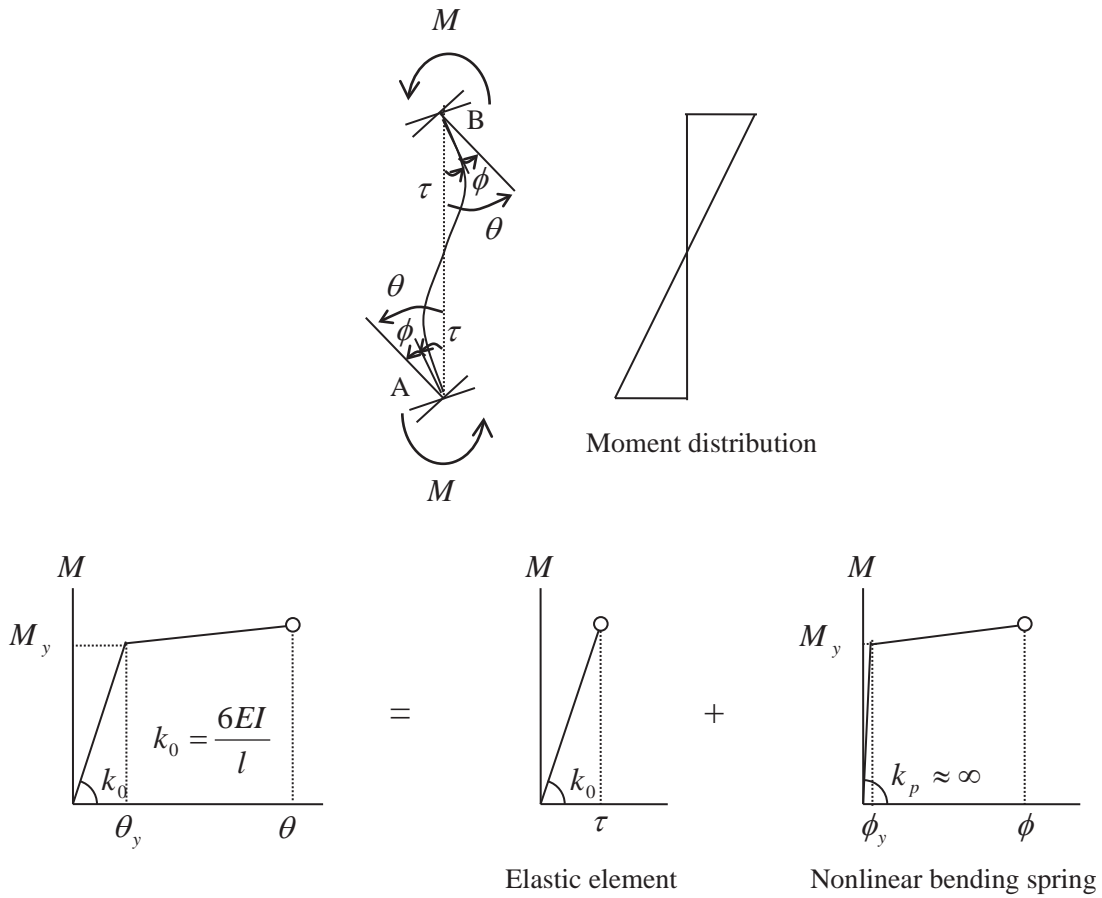 M
B
τ
ϕ
θ
θ
ϕ
τ
A
M
Moment distribution
M
M_y
k_0 = 6EI / l
k_0
θ_y
θ
=
M
k_0
τ
Elastic element
+
M
M_y
k_p ≈ ∞
ϕ_y
ϕ
Nonlinear bending spring